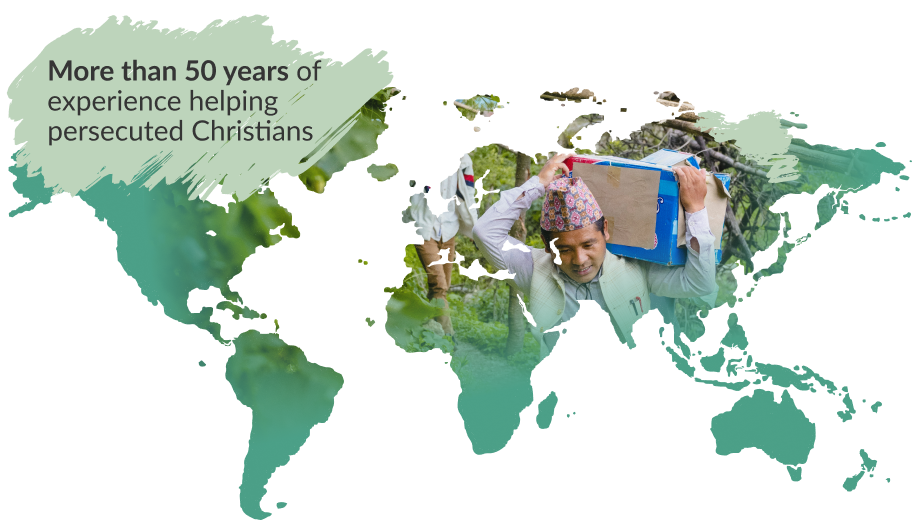 More than 50 years of
experience helping
persecuted Christians